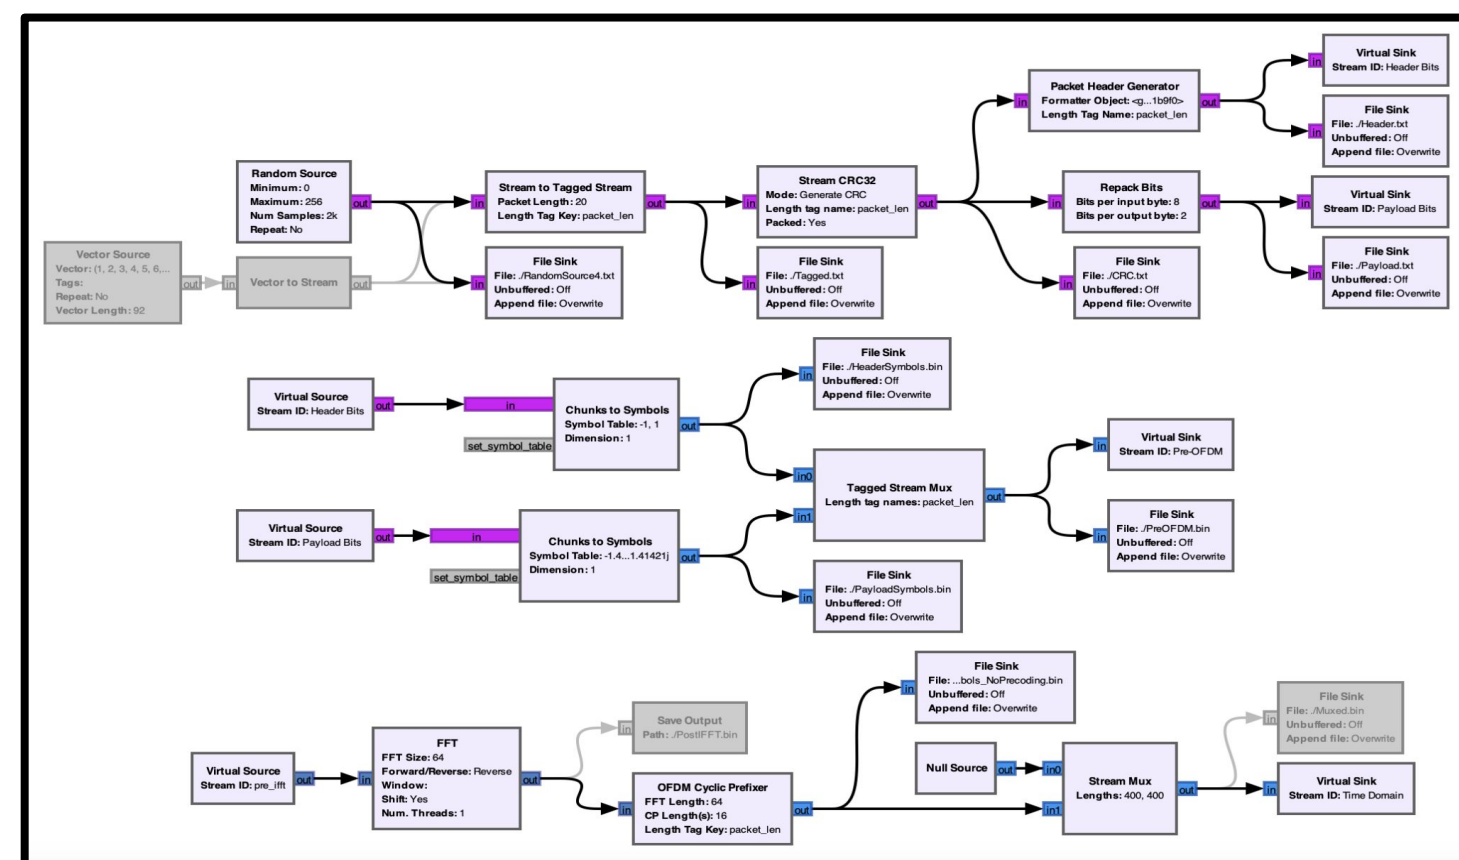 Virtual Sink
Stream ID: Header Bits
in
Packet Header Generator
Formatter Object: <g...1b9f0>
Length Tag Name: packet_len
in
out
File Sink
File: ./Header.txt
Unbuffered: Off
Append file: Overwrite
in
Random Source
Minimum: 0
Maximum: 256
Num Samples: 2k
Repeat: No
out
Stream to Tagged Stream
Packet Length: 20
Length Tag Key: packet_len
in
out
Stream CRC32
Mode: Generate CRC
Length tag name: packet_len
Packed: Yes
in
out
Repack Bits
Bits per input byte: 8
Bits per output byte: 2
in
out
Virtual Sink
Stream ID: Payload Bits
in
Vector Source
Vector: (1, 2, 3, 4, 5, 6,...
Tags:
Repeat: No
Vector Length: 92
out
in
Vector to Stream
out
File Sink
File: ./RandomSource4.txt
Unbuffered: Off
Append file: Overwrite
in
File Sink
File: ./Tagged.txt
Unbuffered: Off
Append file: Overwrite
in
File Sink
File: ./CRC.txt
Unbuffered: Off
Append file: Overwrite
in
File Sink
File: ./Payload.txt
Unbuffered: Off
Append file: Overwrite
in
File Sink
File: ./HeaderSymbols.bin
Unbuffered: Off
Append file: Overwrite
in
Virtual Source
Stream ID: Header Bits
out
in
set_symbol_table
Chunks to Symbols
Symbol Table: -1, 1
Dimension: 1
out
in0
in1
Tagged Stream Mux
Length tag names: packet_len
out
Virtual Sink
Stream ID: Pre-OFDM
in
File Sink
File: ./PreOFDM.bin
Unbuffered: Off
Append file: Overwrite
in
Virtual Source
Stream ID: Payload Bits
out
in
set_symbol_table
Chunks to Symbols
Symbol Table: -1.4...1.41421j
Dimension: 1
out
File Sink
File: ./PayloadSymbols.bin
Unbuffered: Off
Append file: Overwrite
in
File Sink
File: ...bols_NoPrecoding.bin
Unbuffered: Off
Append file: Overwrite
in
File Sink
File: ./Muxed.bin
Unbuffered: Off
Append file: Overwrite
in
Save Output
Path: ./PostIFFT.bin
in
Virtual Source
Stream ID: pre_ifft
out
FFT
FFT Size: 64
Forward/Reverse: Reverse
Window:
Shift: Yes
Num. Threads: 1
in
out
OFDM Cyclic Prefixer
FFT Length: 64
CP Length(s): 16
Length Tag Key: packet_len
in
out
Null Source
out
in0
in1
Stream Mux
Lengths: 400, 400
out
Virtual Sink
Stream ID: Time Domain
in